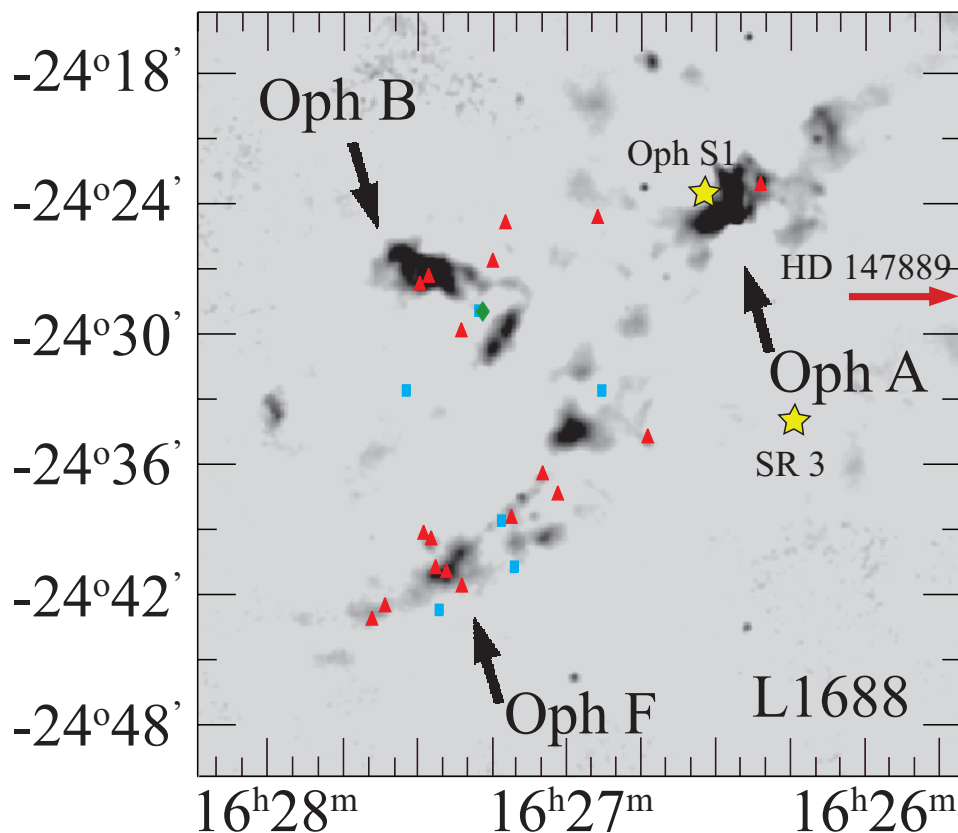 -24°18’
Oph B
Oph S1
-24°24’
HD 147889
-24°30’
Oph A
SR 3
-24°36’
-24°42’
Oph F
L1688
-24°48’
16ʰ28ᵐ 16ʰ27ᵐ 16ʰ26ᵐ